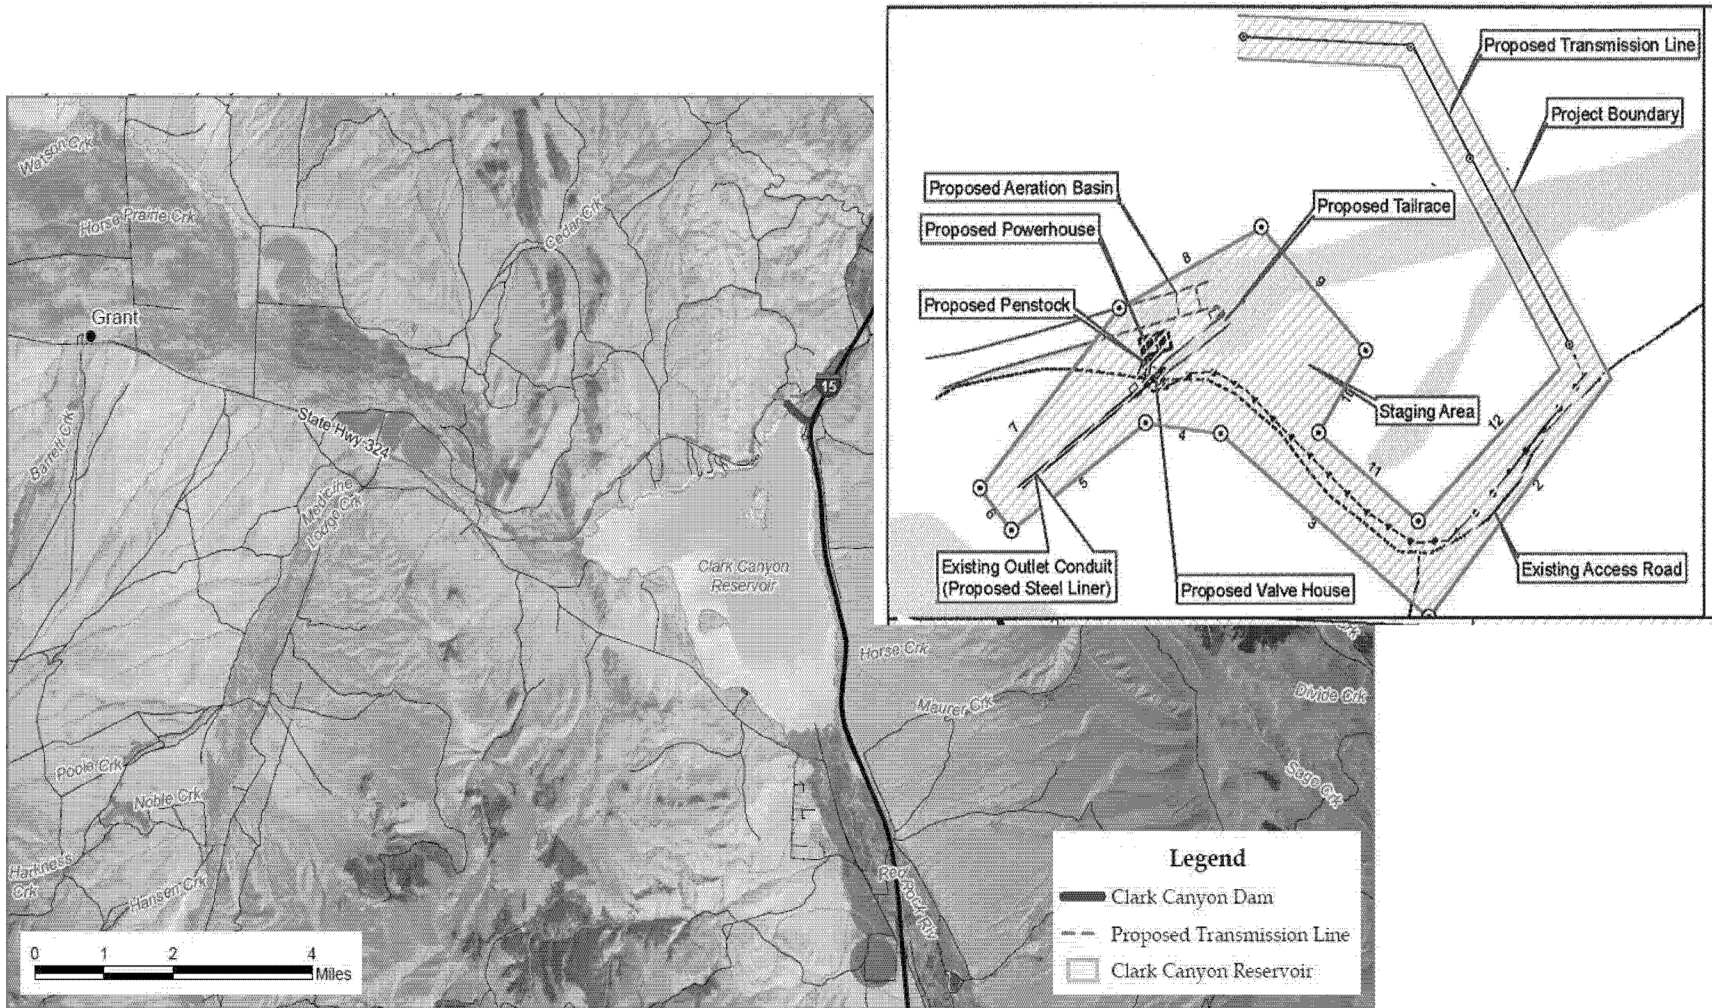 Proposed Transmission Line
Project Boundary
Proposed Aeration Basin
Proposed Tailrace
Proposed Powerhouse
Proposed Penstock
Staging Area
Existing Outlet Conduit
(Proposed Steel Liner)
Proposed Valve House
Existing Access Road
8
9
10
7
4
5
6
11
12
3
2
Watson Crk
Horse Prairie Crk
Cedar Crk
Grant
15
State Hwy 324
Barrett Crk
Medicine
Lodge Crk
Clark Canyon
Reservoir
Horse Crk
Maurer Crk
Divide Crk
Sage Crk
Poole Crk
Noble Crk
Harkness
Crk
Hansen Crk
Red Rock Riv
Legend
Clark Canyon Dam
Proposed Transmission Line
Clark Canyon Reservoir
0 1 2 4
Miles